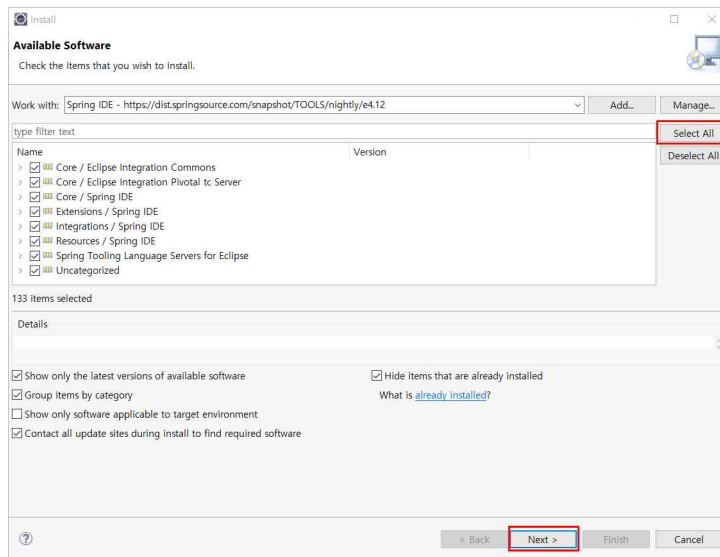 Install
Available Software
Check the items that you wish to install.
Work with: Spring IDE - https://dist.springsource.com/snapshot/TOOLS/nightly/e4.12 Add... Manage...
type filter text Select All
Name Version Deselect All
Core / Eclipse Integration Commons
Core / Eclipse Integration Pivotal tc Server
Core / Spring IDE
Extensions / Spring IDE
Integrations / Spring IDE
Resources / Spring IDE
Spring Tooling Language Servers for Eclipse
Uncategorized
133 items selected
Details
Show only the latest versions of available software Hide items that are already installed
Group items by category What is already installed?
Show only software applicable to target environment
Contact all update sites during install to find required software
? < Back Next > Finish Cancel